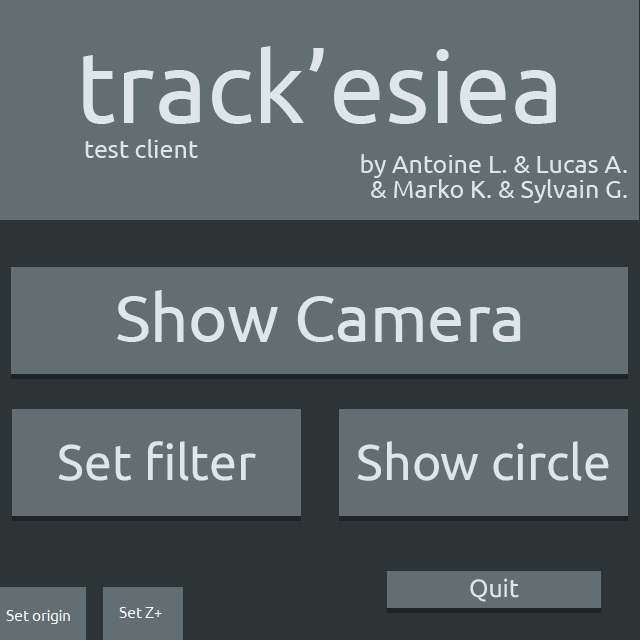 track’esiea
test client
by Antoine L. & Lucas A.
& Marko K. & Sylvain G.
Show Camera
Set filter
Show circle
Quit
Set origin
Set Z+